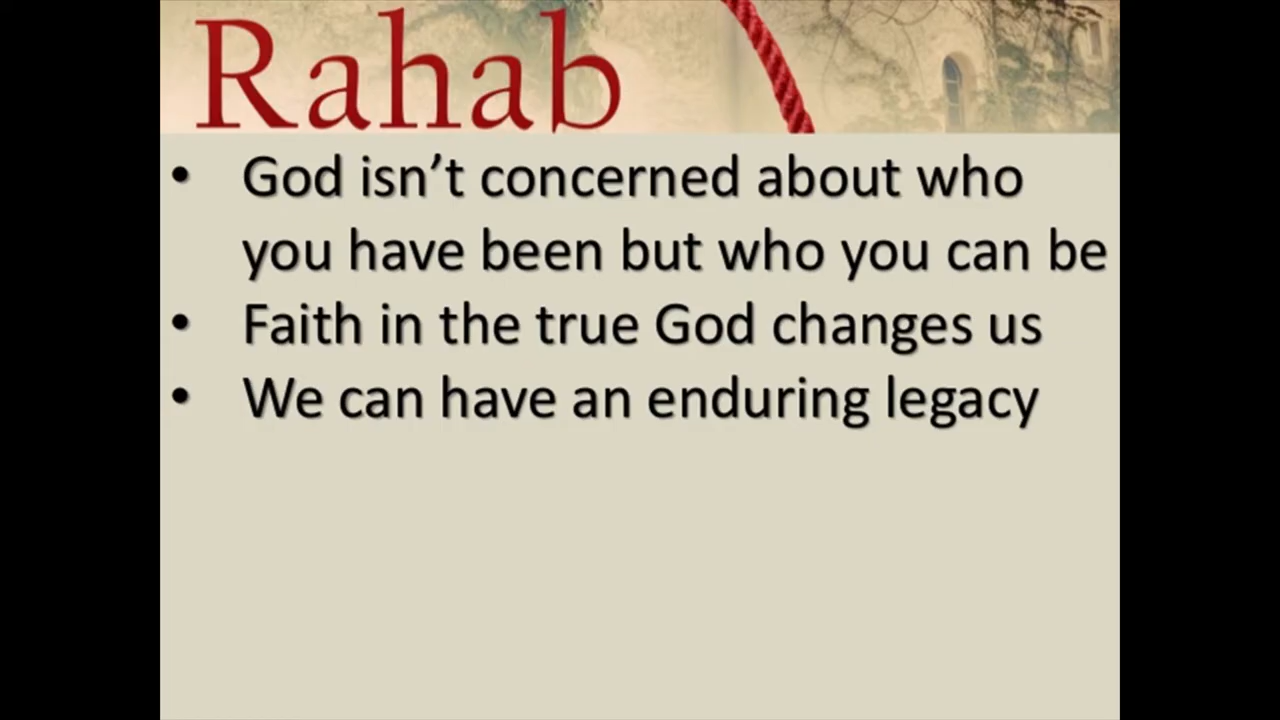 Rahab
• God isn’t concerned about who
you have been but who you can be
• Faith in the true God changes us
• We can have an enduring legacy